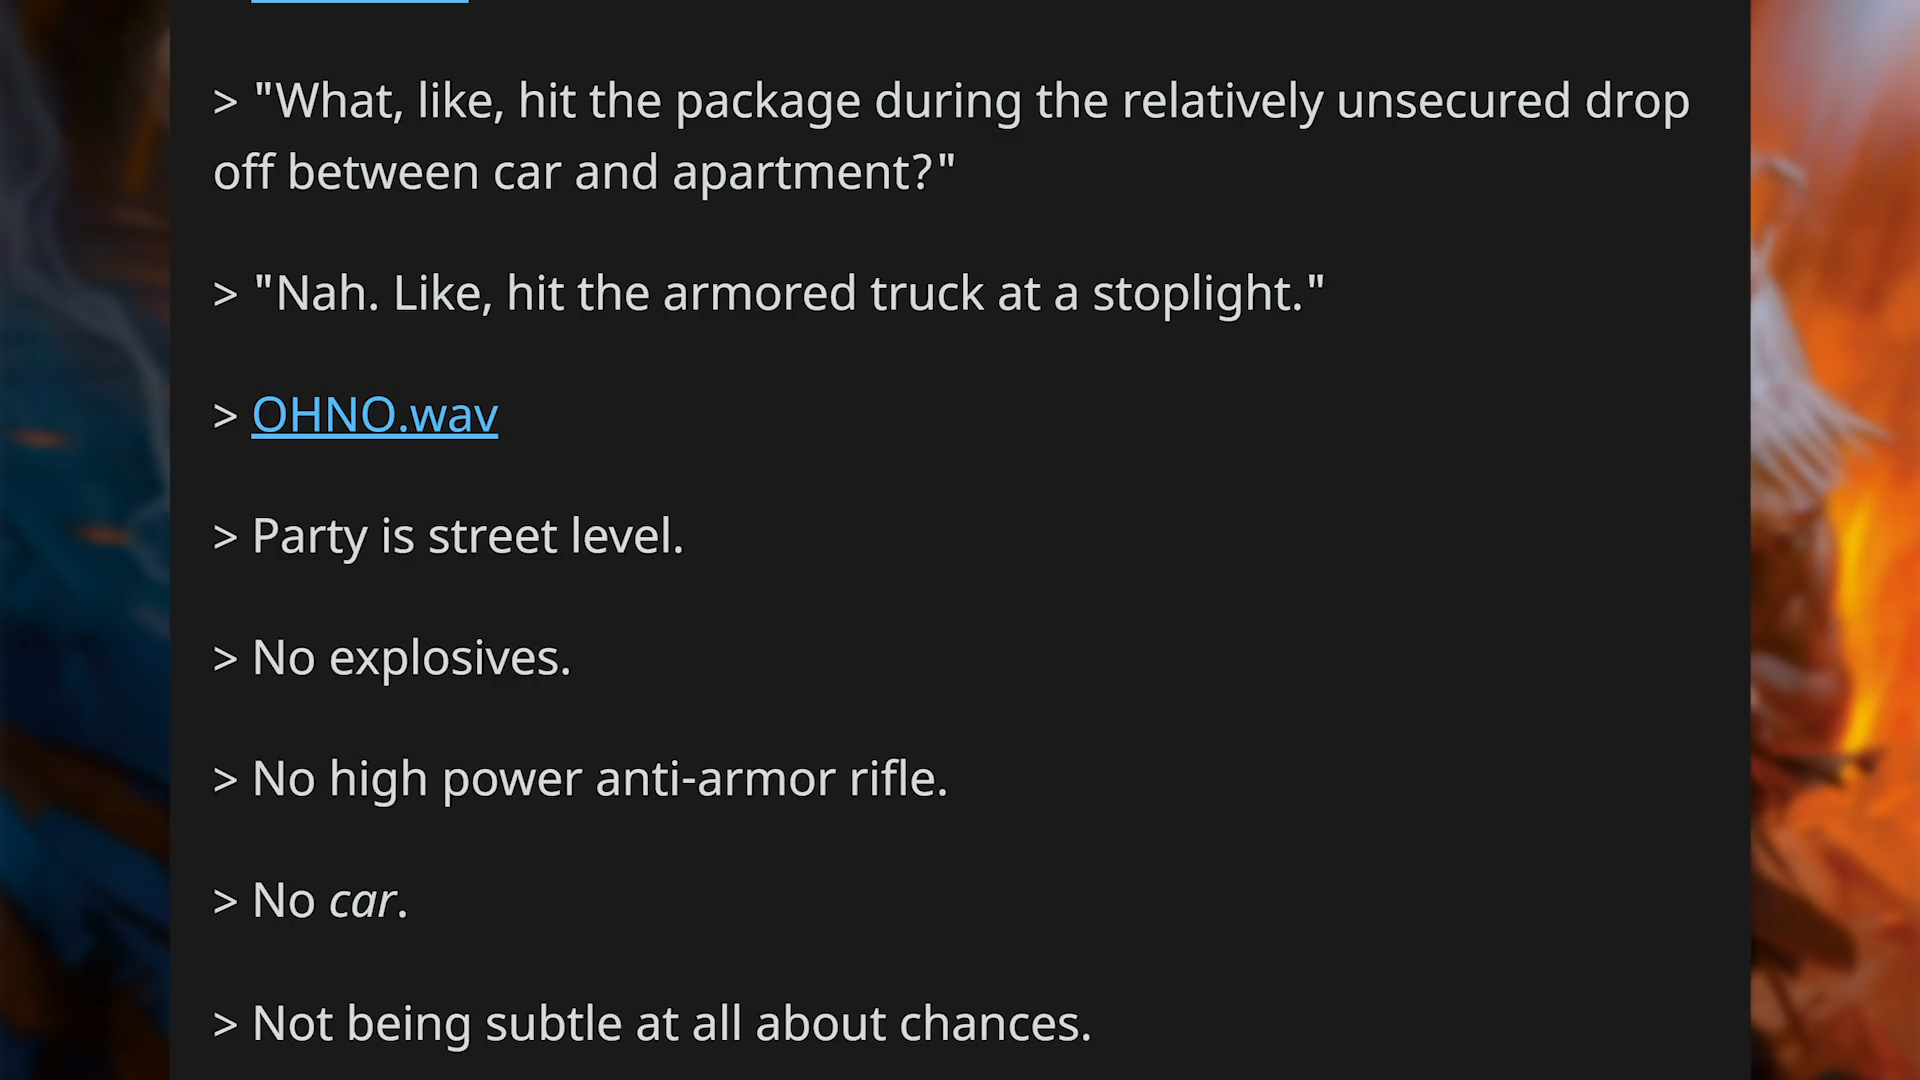 > "What, like, hit the package during the relatively unsecured drop
off between car and apartment?"
> "Nah. Like, hit the armored truck at a stoplight."
> OHNO.wav
> Party is street level.
> No explosives.
> No high power anti-armor rifle.
> No car.
> Not being subtle at all about chances.